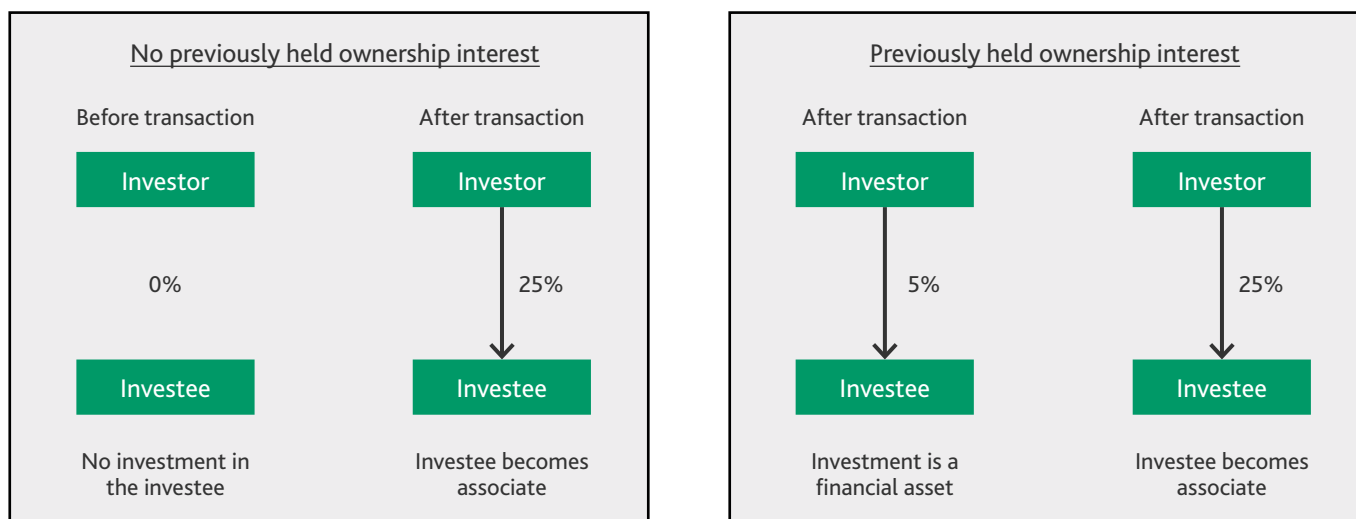 No previously held ownership interest
Before transaction
After transaction
Investor
Investor
0%
25%
Investee
Investee
No investment in
the investee
Investee becomes
associate
Previously held ownership interest
After transaction
After transaction
Investor
Investor
5%
25%
Investee
Investee
Investment is a
financial asset
Investee becomes
associate